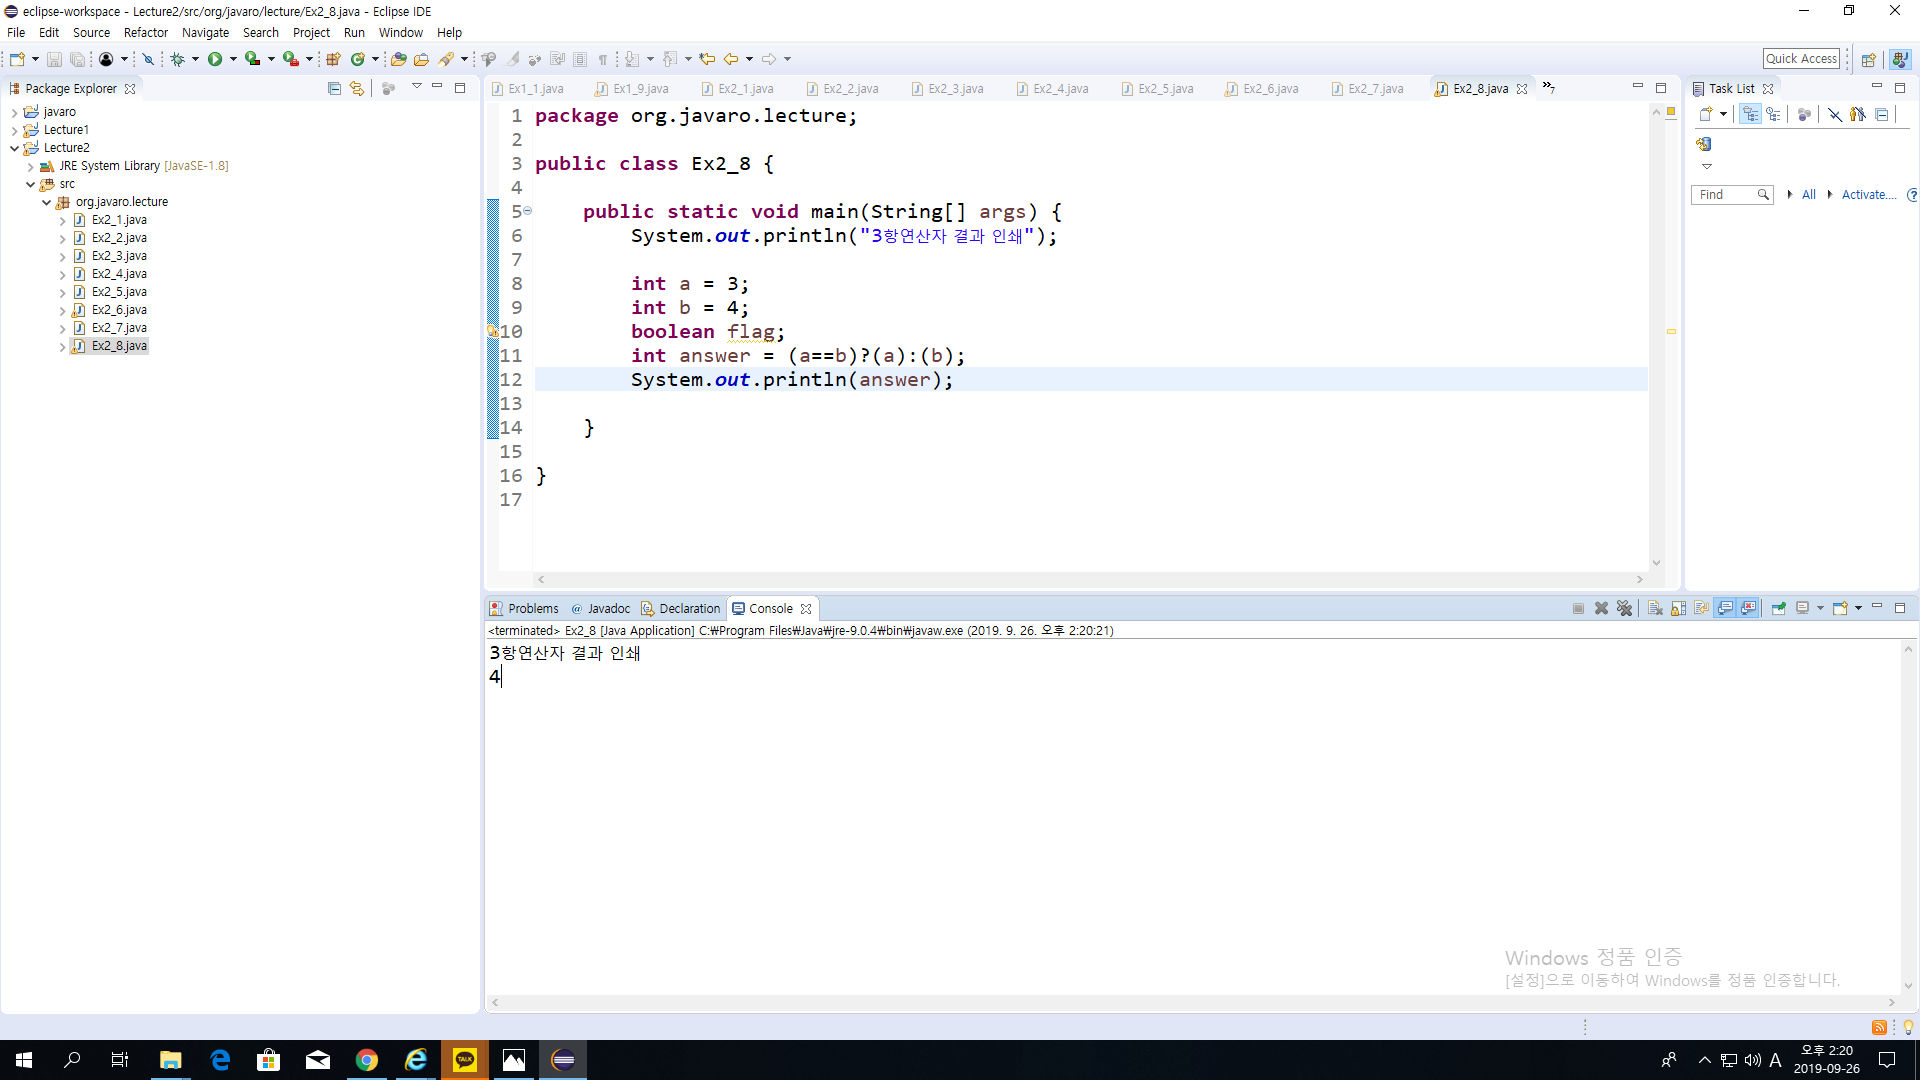 eclipse-workspace - Lecture2/src/org/javaro/lecture/Ex2_8.java - Eclipse IDE
File Edit Source Refactor Navigate Search Project Run Window Help
Quick Access
Package Explorer
javaro
Lecture1
Lecture2
JRE System Library [JavaSE-1.8]
src
org.javaro.lecture
Ex2_1.java
Ex2_2.java
Ex2_3.java
Ex2_4.java
Ex2_5.java
Ex2_6.java
Ex2_7.java
Ex2_8.java
Ex1_1.java Ex1_9.java Ex2_1.java Ex2_2.java Ex2_3.java Ex2_4.java Ex2_5.java Ex2_6.java Ex2_7.java Ex2_8.java »7
1 package org.javaro.lecture;
2
3 public class Ex2_8 {
4
5 public static void main(String[] args) {
6 System.out.println("3항연산자 결과 인쇄");
7
8 int a = 3;
9 int b = 4;
10 boolean flag;
11 int answer = (a==b)?(a):(b);
12 System.out.println(answer);
13
14 }
15
16 }
17
Task List
Find All Activate...
Problems @ Javadoc Declaration Console
<terminated> Ex2_8 [Java Application] C:₩Program Files₩Java₩jre-9.0.4₩bin₩javaw.exe (2019. 9. 26. 오후 2:20:21)
3항연산자 결과 인쇄
4
Windows 정품 인증
[설정]으로 이동하여 Windows를 정품 인증합니다.
TALK
A
오후 2:20
2019-09-26